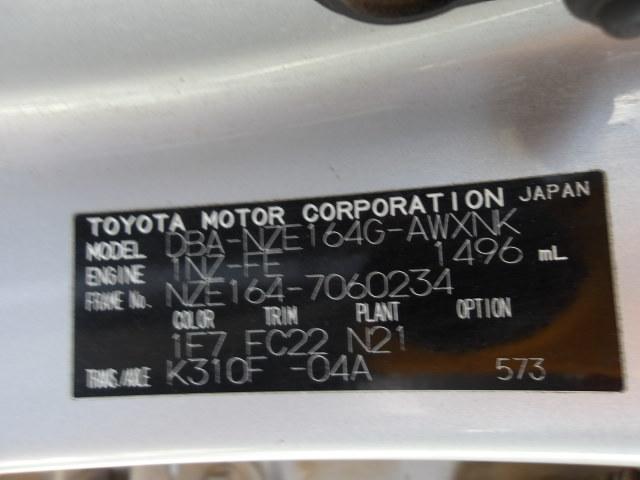 TOYOTA MOTOR CORPORATION JAPAN
MODEL DBA-NZE164G-AWXNK
ENGINE 1NZ-FE 1496 mL
FRAME No. NZE164-7060234
COLOR TRIM PLANT OPTION
1F7 FC22 N21
TRANS./AXLE K310F -04A 573